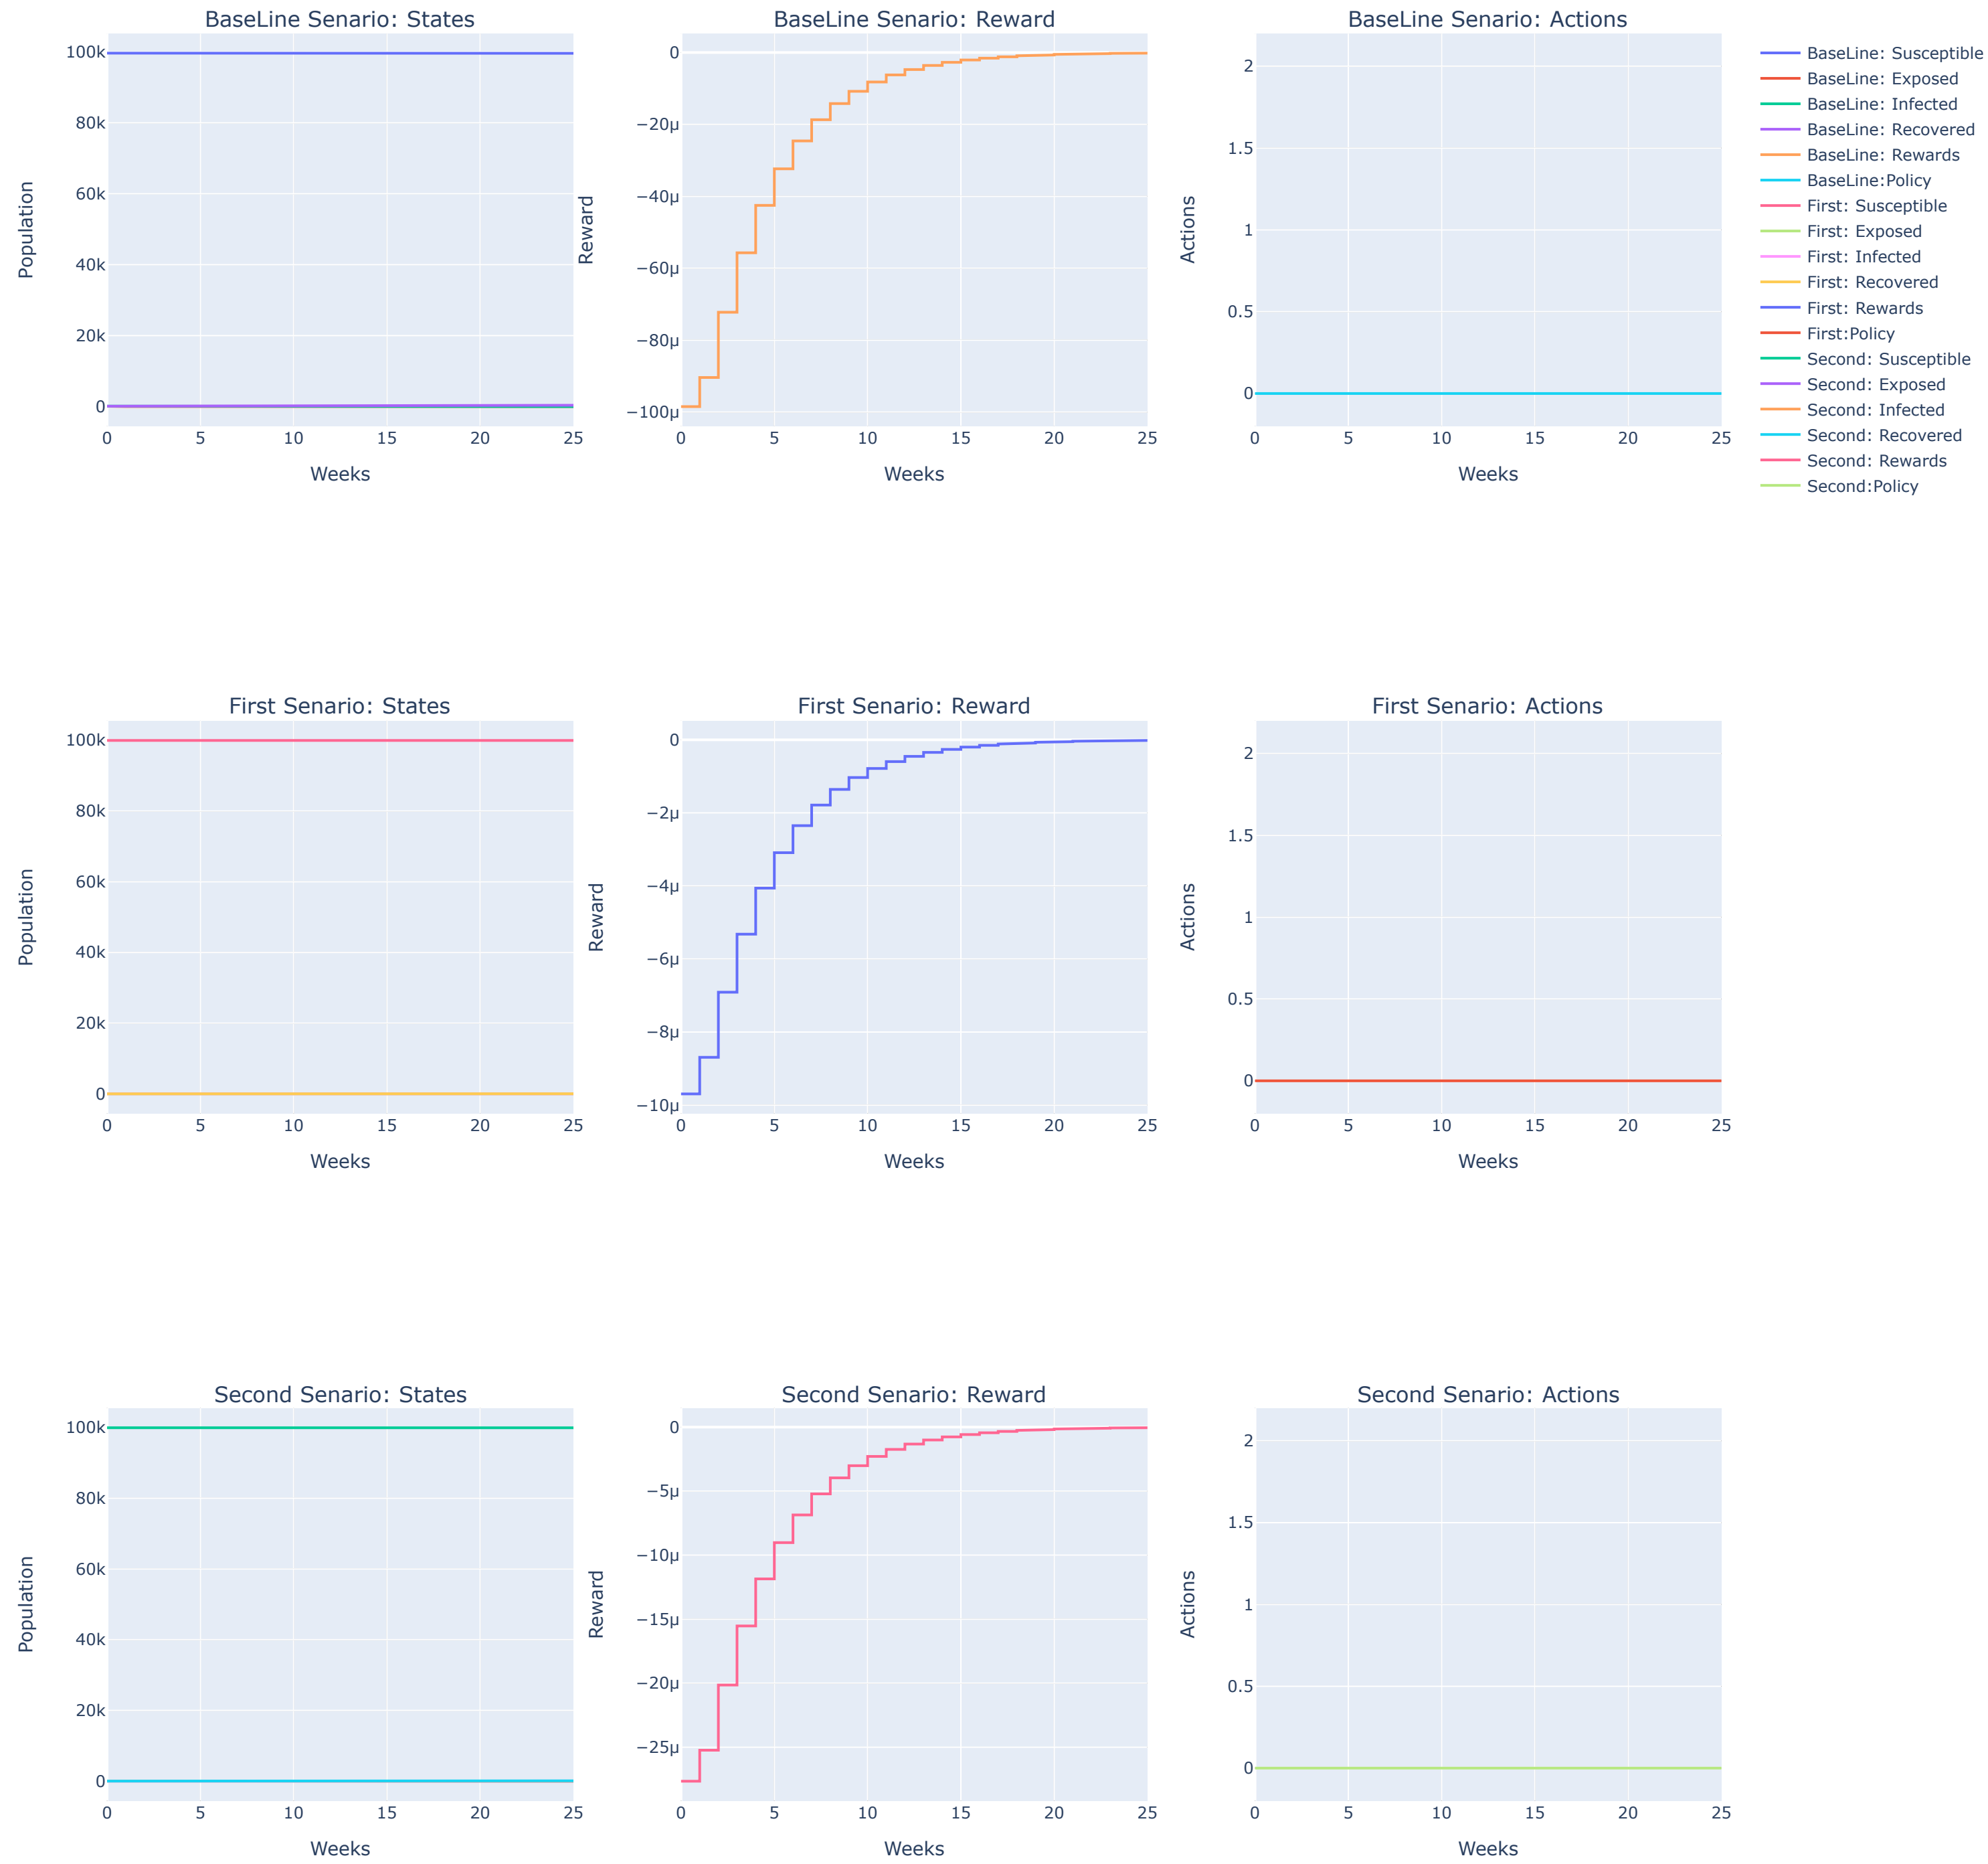 BaseLine Senario: States
100k
80k
60k
40k
20k
0
Population
0 5 10 15 20 25
Weeks
BaseLine Senario: Reward
0
−20μ
−40μ
−60μ
−80μ
−100μ
Reward
0 5 10 15 20 25
Weeks
BaseLine Senario: Actions
2
1.5
1
0.5
0
Actions
0 5 10 15 20 25
Weeks
BaseLine: Susceptible
BaseLine: Exposed
BaseLine: Infected
BaseLine: Recovered
BaseLine: Rewards
BaseLine:Policy
First: Susceptible
First: Exposed
First: Infected
First: Recovered
First: Rewards
First:Policy
Second: Susceptible
Second: Exposed
Second: Infected
Second: Recovered
Second: Rewards
Second:Policy
First Senario: States
100k
80k
60k
40k
20k
0
Population
0 5 10 15 20 25
Weeks
First Senario: Reward
0
−2μ
−4μ
−6μ
−8μ
−10μ
Reward
0 5 10 15 20 25
Weeks
First Senario: Actions
2
1.5
1
0.5
0
Actions
0 5 10 15 20 25
Weeks
Second Senario: States
100k
80k
60k
40k
20k
0
Population
0 5 10 15 20 25
Weeks
Second Senario: Reward
0
−5μ
−10μ
−15μ
−20μ
−25μ
Reward
0 5 10 15 20 25
Weeks
Second Senario: Actions
2
1.5
1
0.5
0
Actions
0 5 10 15 20 25
Weeks